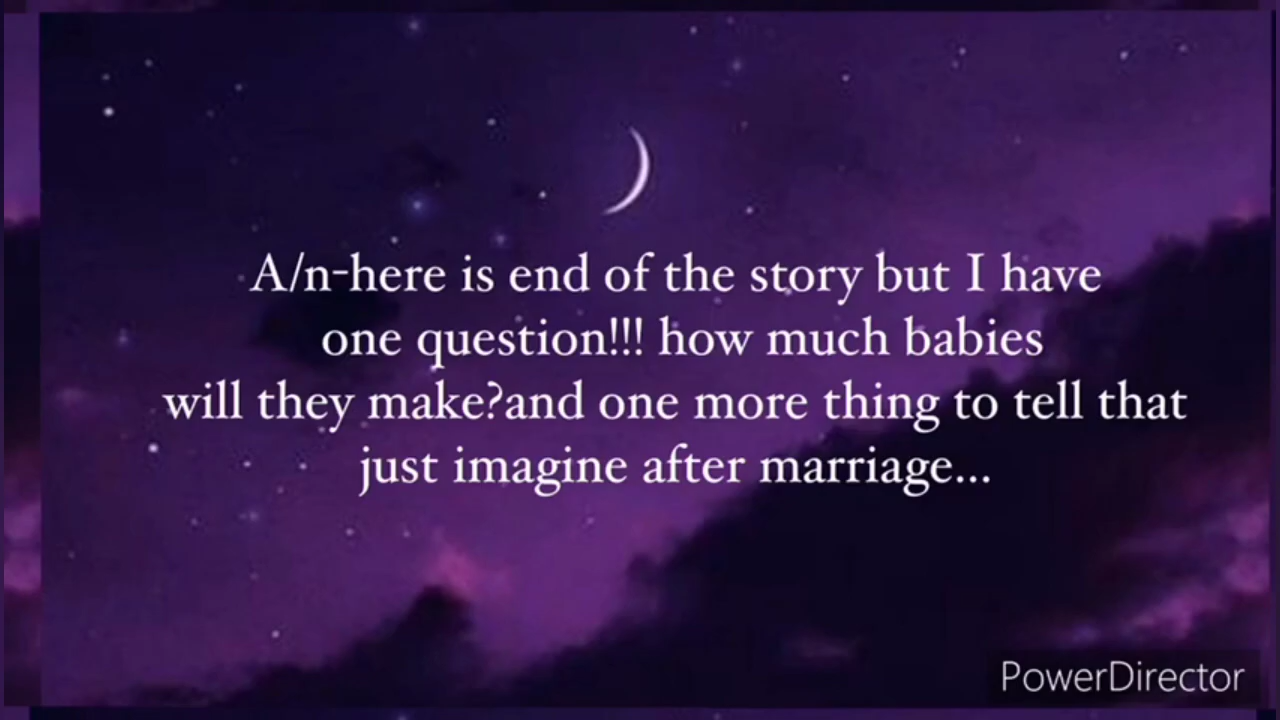 A/n-here is end of the story but I have
one question!!! how much babies
will they make?and one more thing to tell that
just imagine after marriage...
PowerDirector